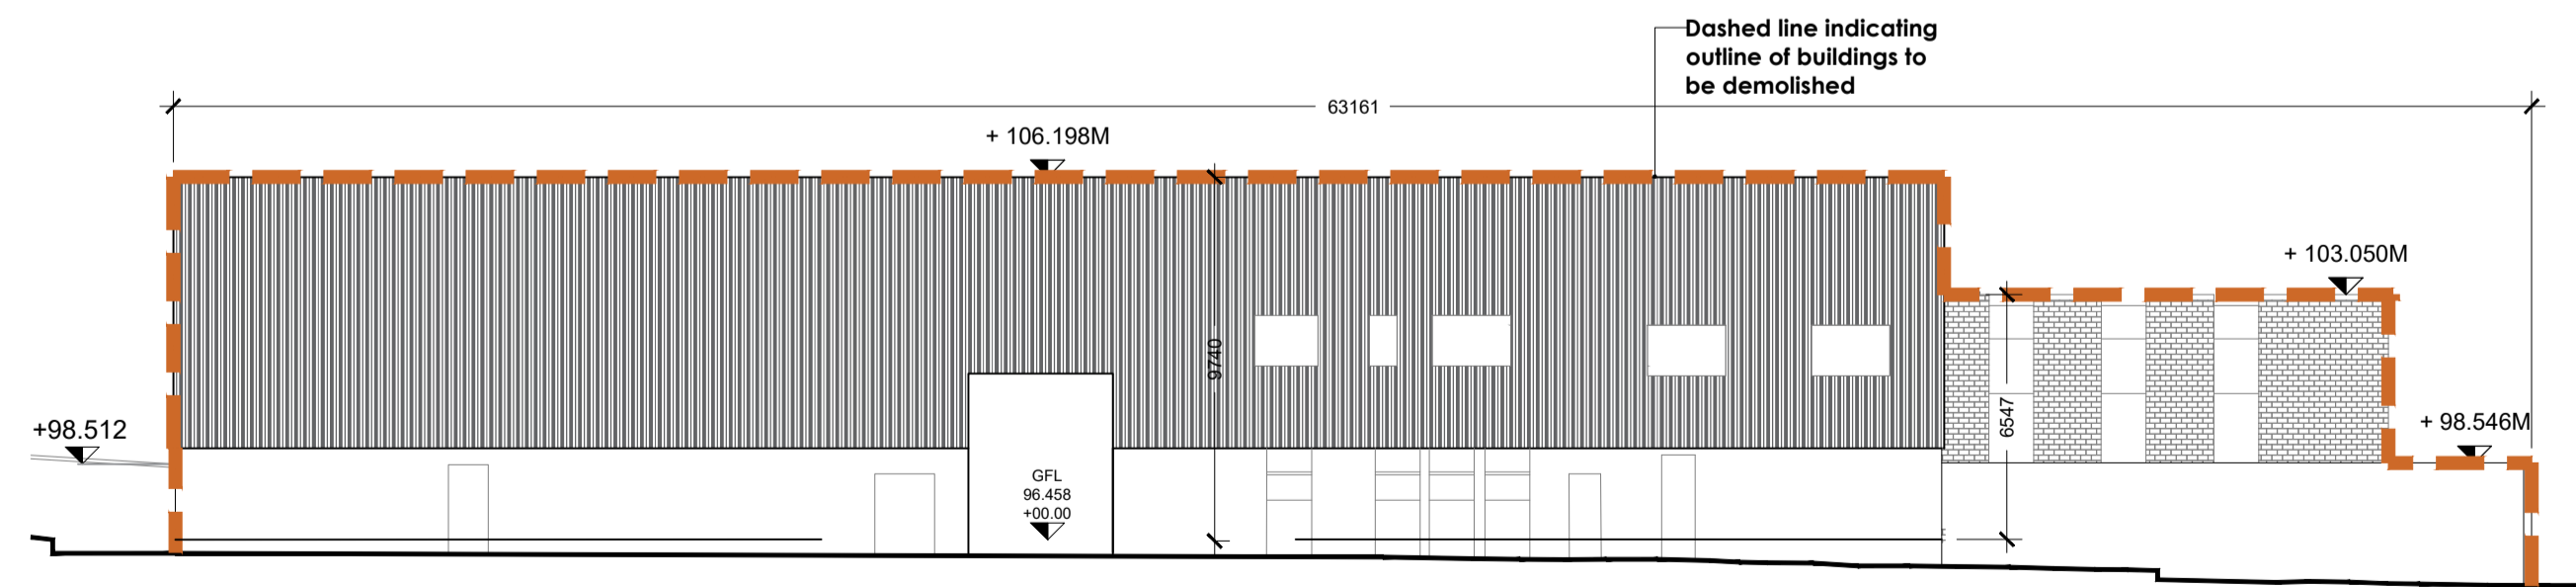 Dashed line indicating
outline of buildings to
be demolished
63161
+ 106.198M
+ 103.050M
9740
6547
+98.512
+ 98.546M
GFL
96.458
+00.00